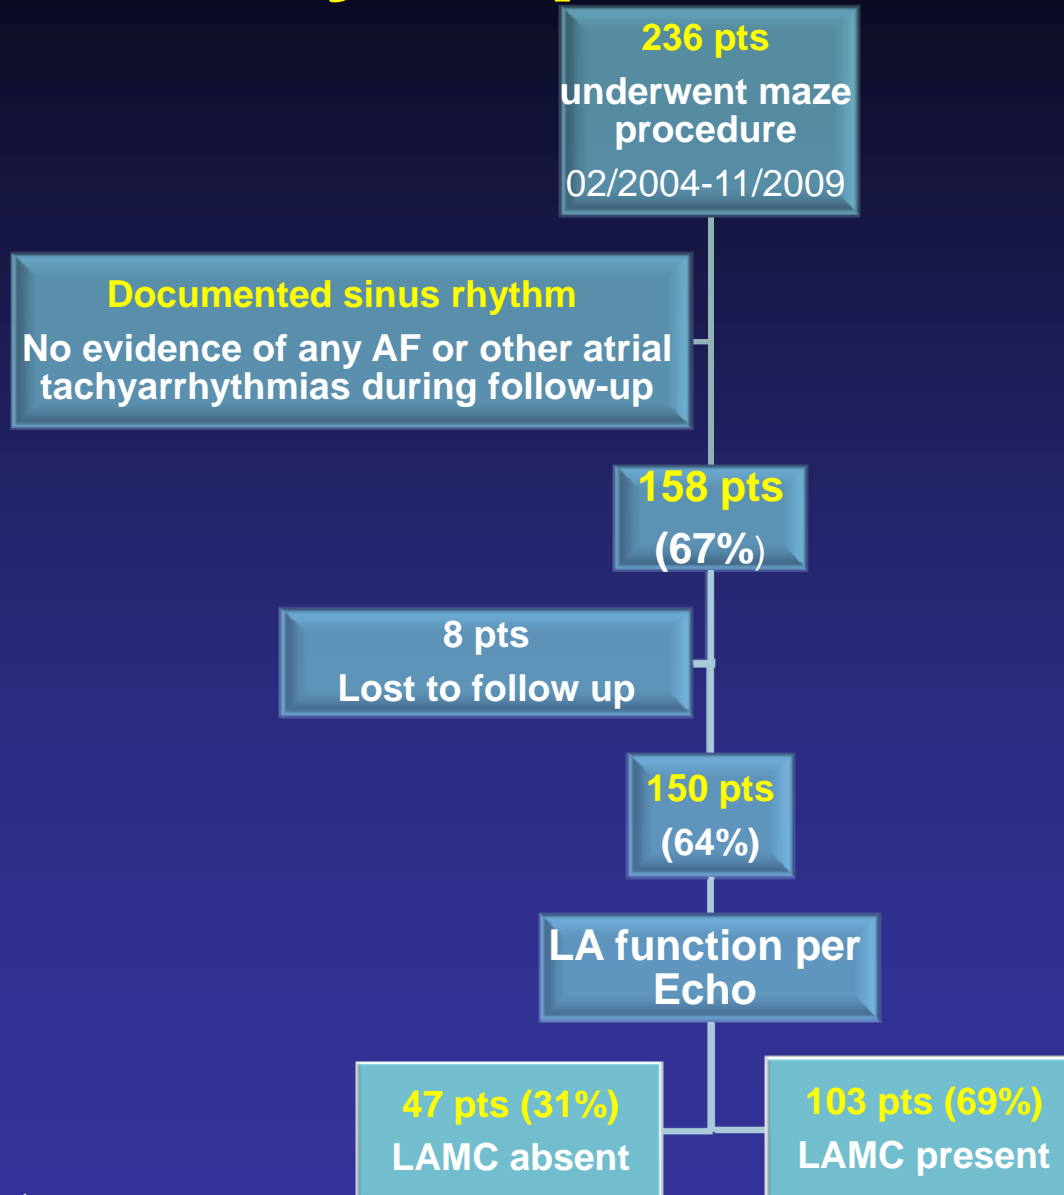 236 pts
underwent maze
procedure
02/2004-11/2009
Documented sinus rhythm
No evidence of any AF or other atrial
tachyarrhythmias during follow-up
158 pts
(67%)
8 pts
Lost to follow up
150 pts
(64%)
LA function per
Echo
47 pts (31%)
LAMC absent
103 pts (69%)
LAMC present